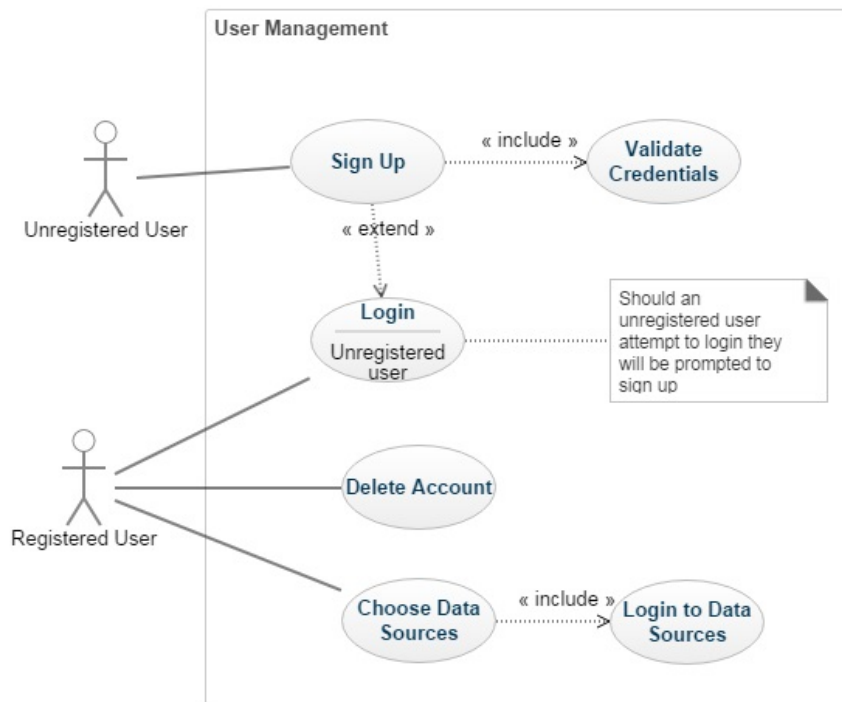 User Management
Sign Up
« include »
Validate
Credentials
Unregistered User
« extend »
Login
Unregistered
user
Should an
unregistered user
attempt to login they
will be prompted to
sign up
Delete Account
Registered User
Choose Data
Sources
« include »
Login to Data
Sources